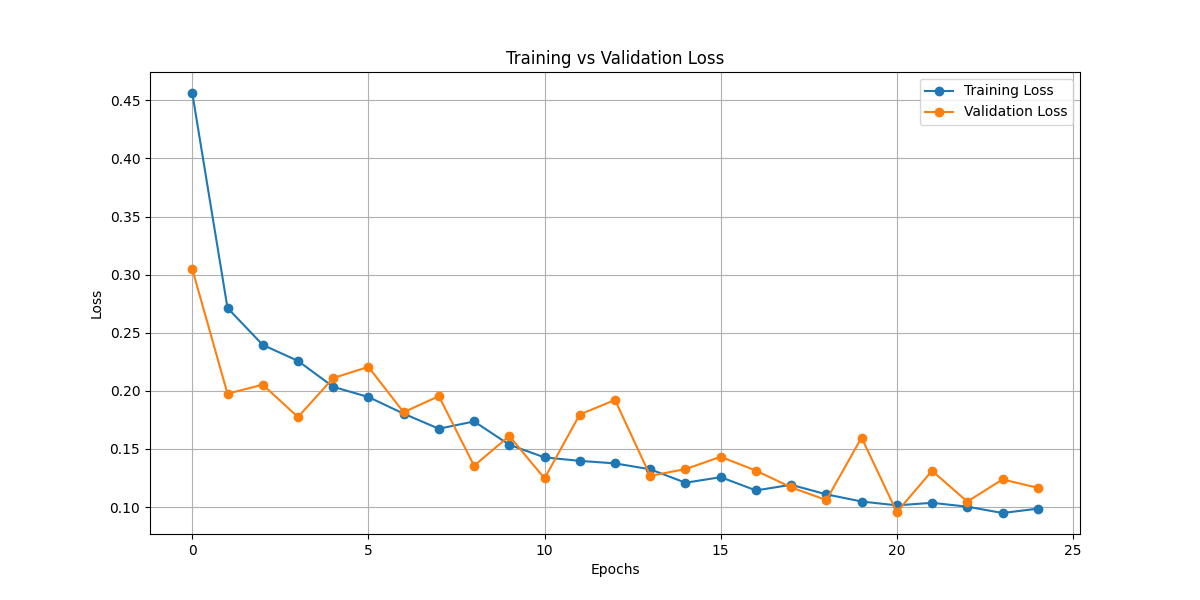 Training vs Validation Loss
Training Loss
Validation Loss
0.45
0.40
0.35
0.30
0.25
0.20
0.15
0.10
Loss
0 5 10 15 20 25
Epochs